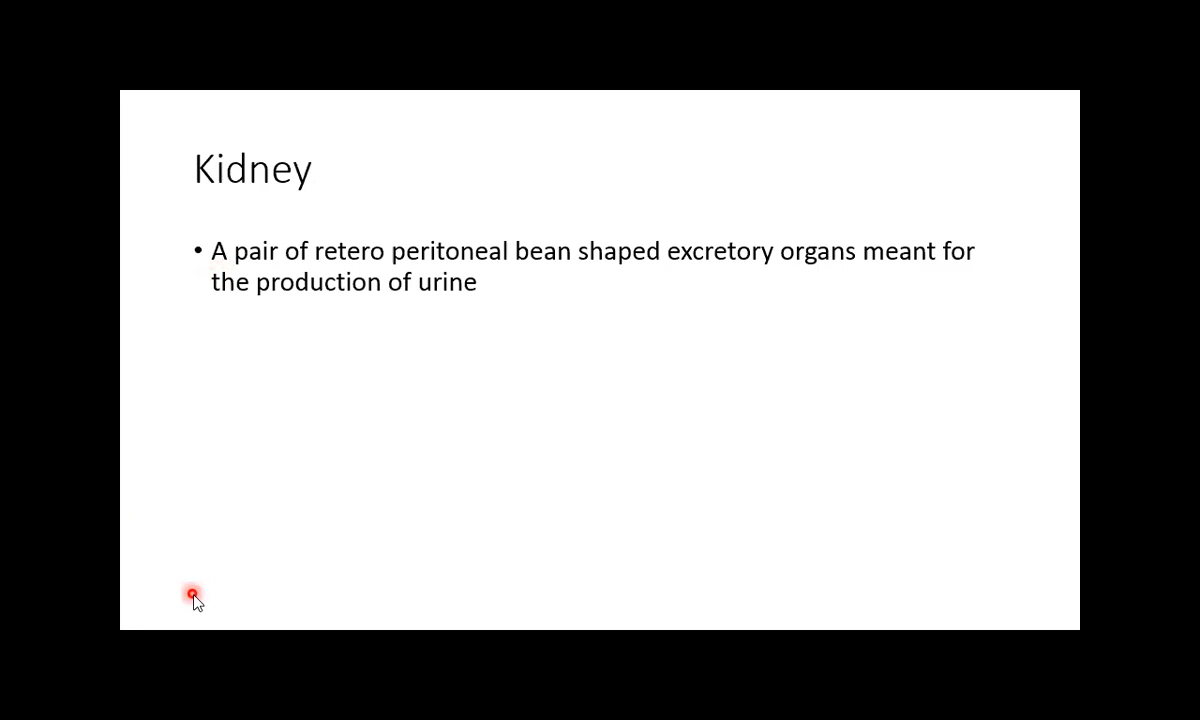 Kidney
• A pair of retero peritoneal bean shaped excretory organs meant for
the production of urine